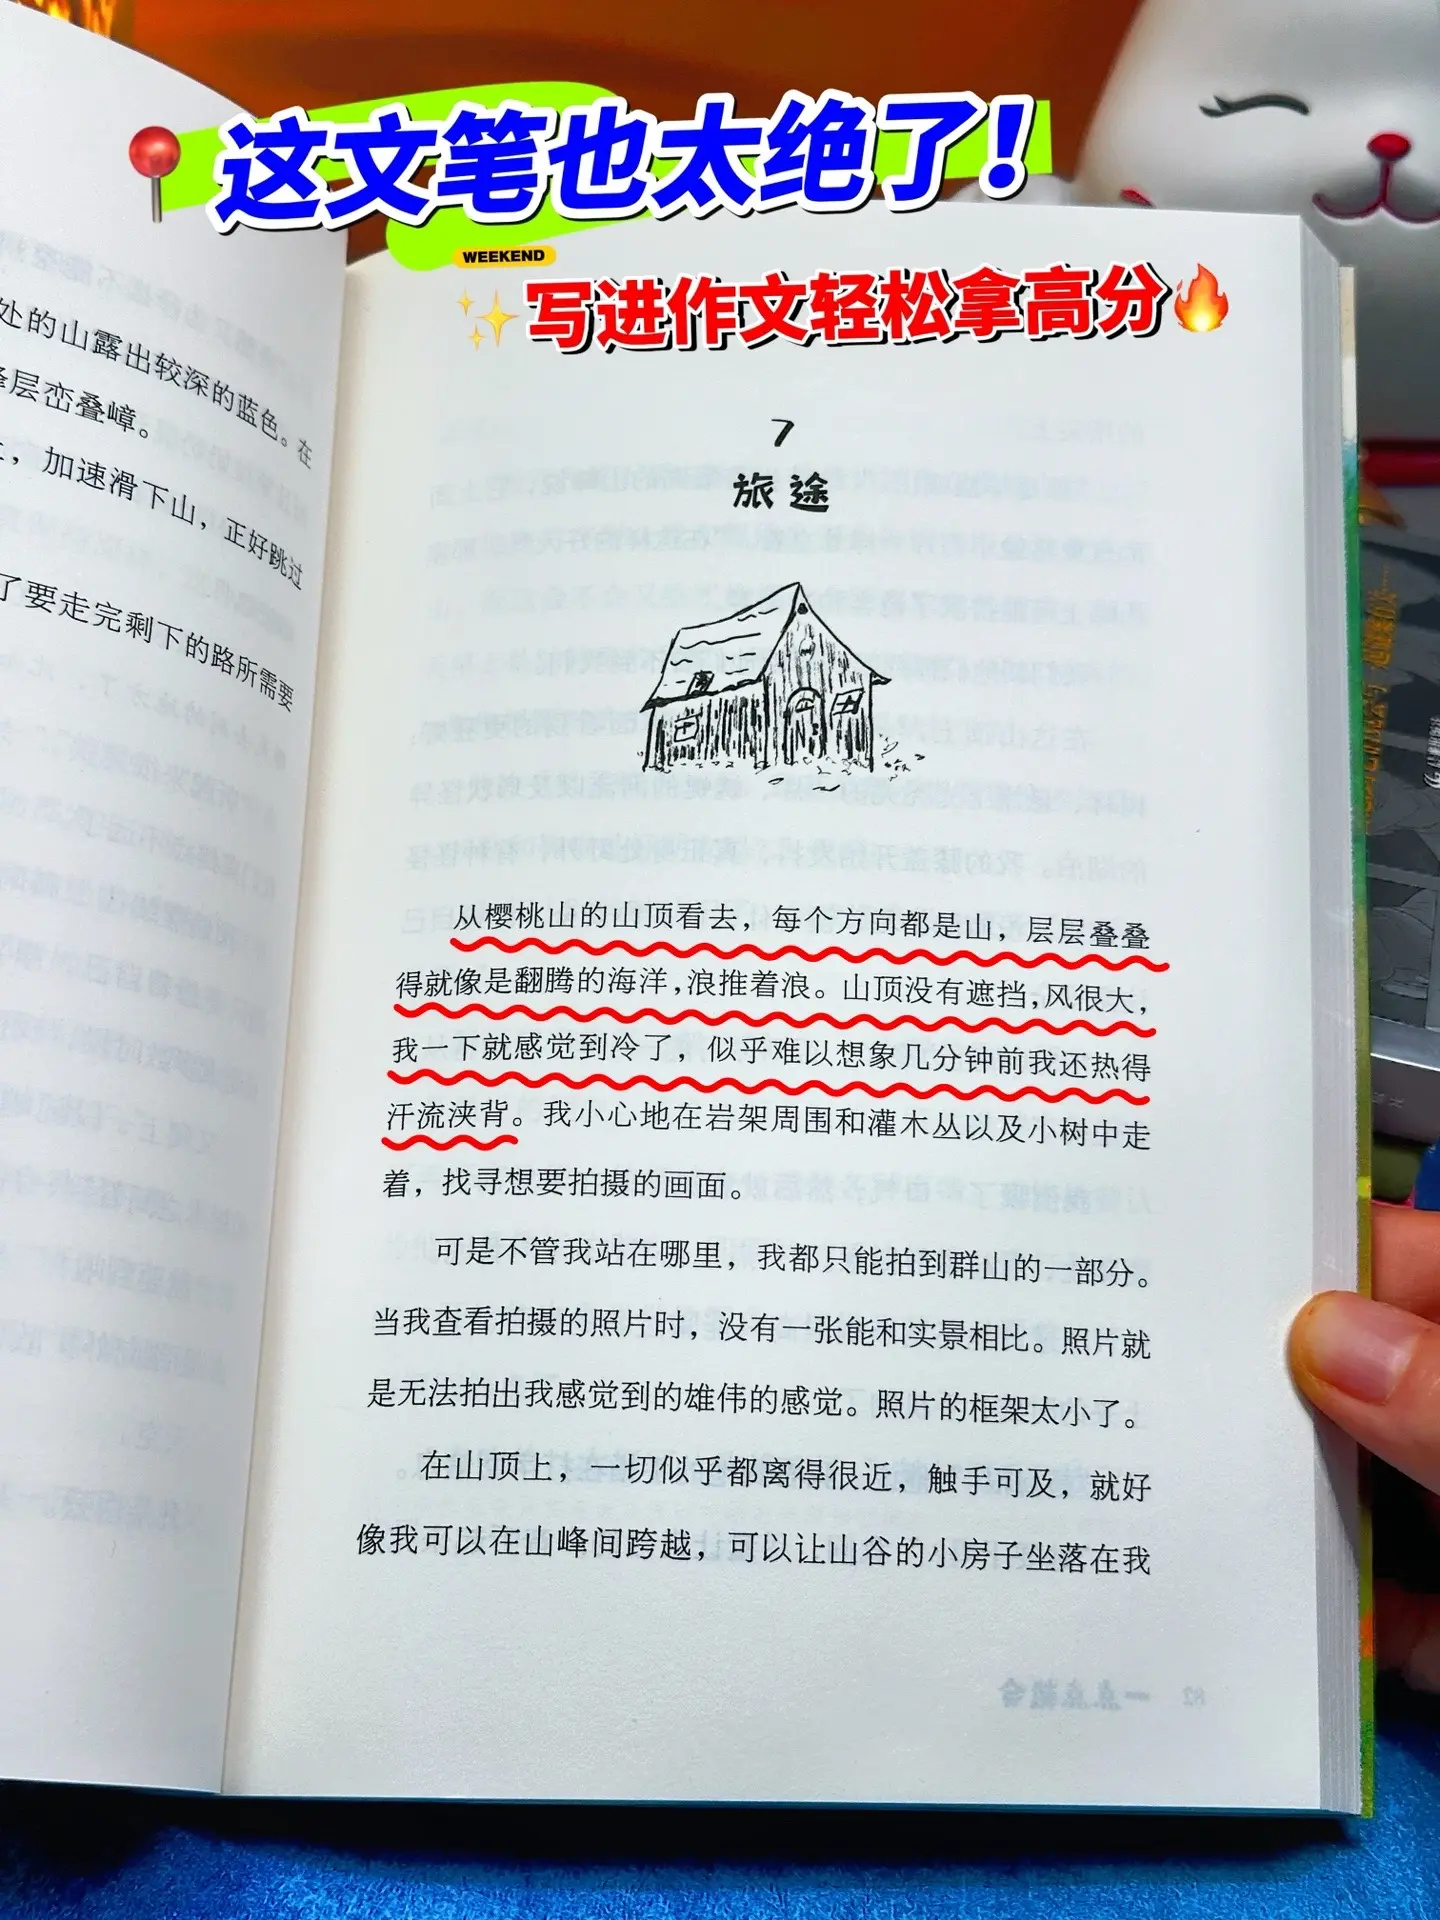 这文笔也太绝了!
WEEKEND
写进作文轻松拿高分
处的山露出较深的蓝色。在
层峦叠嶂。
，加速滑下山，正好跳过
了要走完剩下的路所需要
7
旅途
从樱桃山的山顶看去，每个方向都是山，层层叠叠
得就像是翻腾的海洋，浪推着浪。山顶没有遮挡，风很大，
我一下就感觉到冷了，似乎难以想象几分钟前我还热得
汗流浃背。我小心地在岩架周围和灌木丛以及小树中走
着，找寻想要拍摄的画面。
可是不管我站在哪里，我都只能拍到群山的一部分。
当我查看拍摄的照片时，没有一张能和实景相比。照片就
是无法拍出我感觉到的雄伟的感觉。照片的框架太小了。
在山顶上，一切似乎都离得很近，触手可及，就好
像我可以在山峰间跨越，可以让山谷的小房子坐落在我